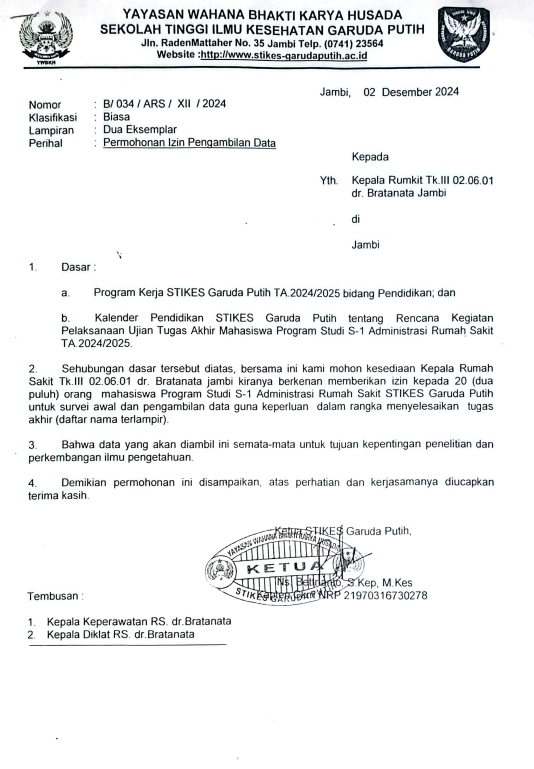 YAYASAN WAHANA BHAKTI KARYA HUSADA
SEKOLAH TINGGI ILMU KESEHATAN GARUDA PUTIH
Jln. RadenMattaher No. 35 Jambi Telp. (0741) 23564
Website :http://www.stikes-garudaputih.ac.id
YWBKH
Jambi, 02 Desember 2024
Nomor : B/ 034 / ARS / XII / 2024
Klasifikasi : Biasa
Lampiran : Dua Eksemplar
Perihal : Permohonan Izin Pengambilan Data
Kepada
Yth. Kepala Rumkit Tk.III 02.06.01
dr. Bratanata Jambi
di
Jambi
1. Dasar :
a. Program Kerja STIKES Garuda Putih TA.2024/2025 bidang Pendidikan; dan
b. Kalender Pendidikan STIKES Garuda Putih tentang Rencana Kegiatan
Pelaksanaan Ujian Tugas Akhir Mahasiswa Program Studi S-1 Administrasi Rumah Sakit
TA.2024/2025.
2. Sehubungan dasar tersebut diatas, bersama ini kami mohon kesediaan Kepala Rumah
Sakit Tk.III 02.06.01 dr. Bratanata jambi kiranya berkenan memberikan izin kepada 20 (dua
puluh) orang mahasiswa Program Studi S-1 Administrasi Rumah Sakit STIKES Garuda Putih
untuk survei awal dan pengambilan data guna keperluan dalam rangka menyelesaikan tugas
akhir (daftar nama terlampir).
3. Bahwa data yang akan diambil ini semata-mata untuk tujuan kepentingan penelitian dan
perkembangan ilmu pengetahuan.
4. Demikian permohonan ini disampaikan, atas perhatian dan kerjasamanya diucapkan
terima kasih.
Ketua STIKES Garuda Putih,
YAYASAN WAHANA BHAKTI KARYA HUSADA
KETUA
STIKES GARUDA PUTIH
Ns. S.Kep, M.Kes
NRP 21970316730278
Tembusan :
1. Kepala Keperawatan RS. dr.Bratanata
2. Kepala Diklat RS. dr.Bratanata